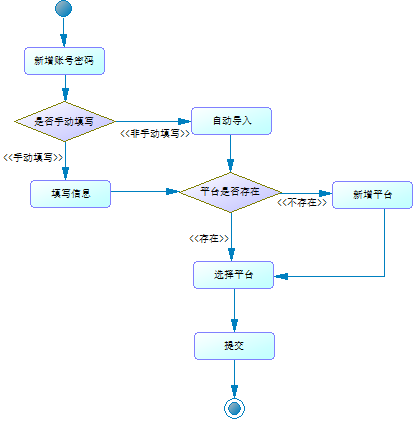 新增账号密码
是否手动填写
<<非手动填写>>
自动导入
<<手动填写>>
填写信息
平台是否存在
<<不存在>>
新增平台
<<存在>>
选择平台
提交